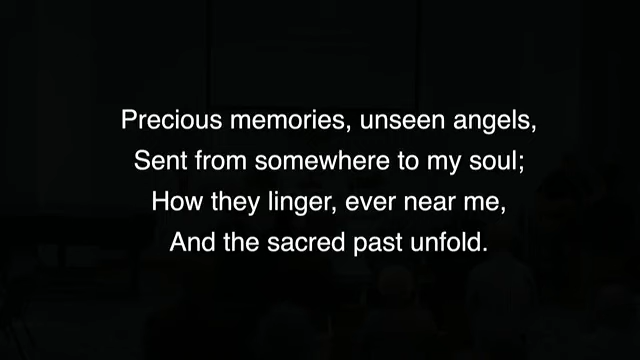 Precious memories, unseen angels,
Sent from somewhere to my soul;
How they linger, ever near me,
And the sacred past unfold.